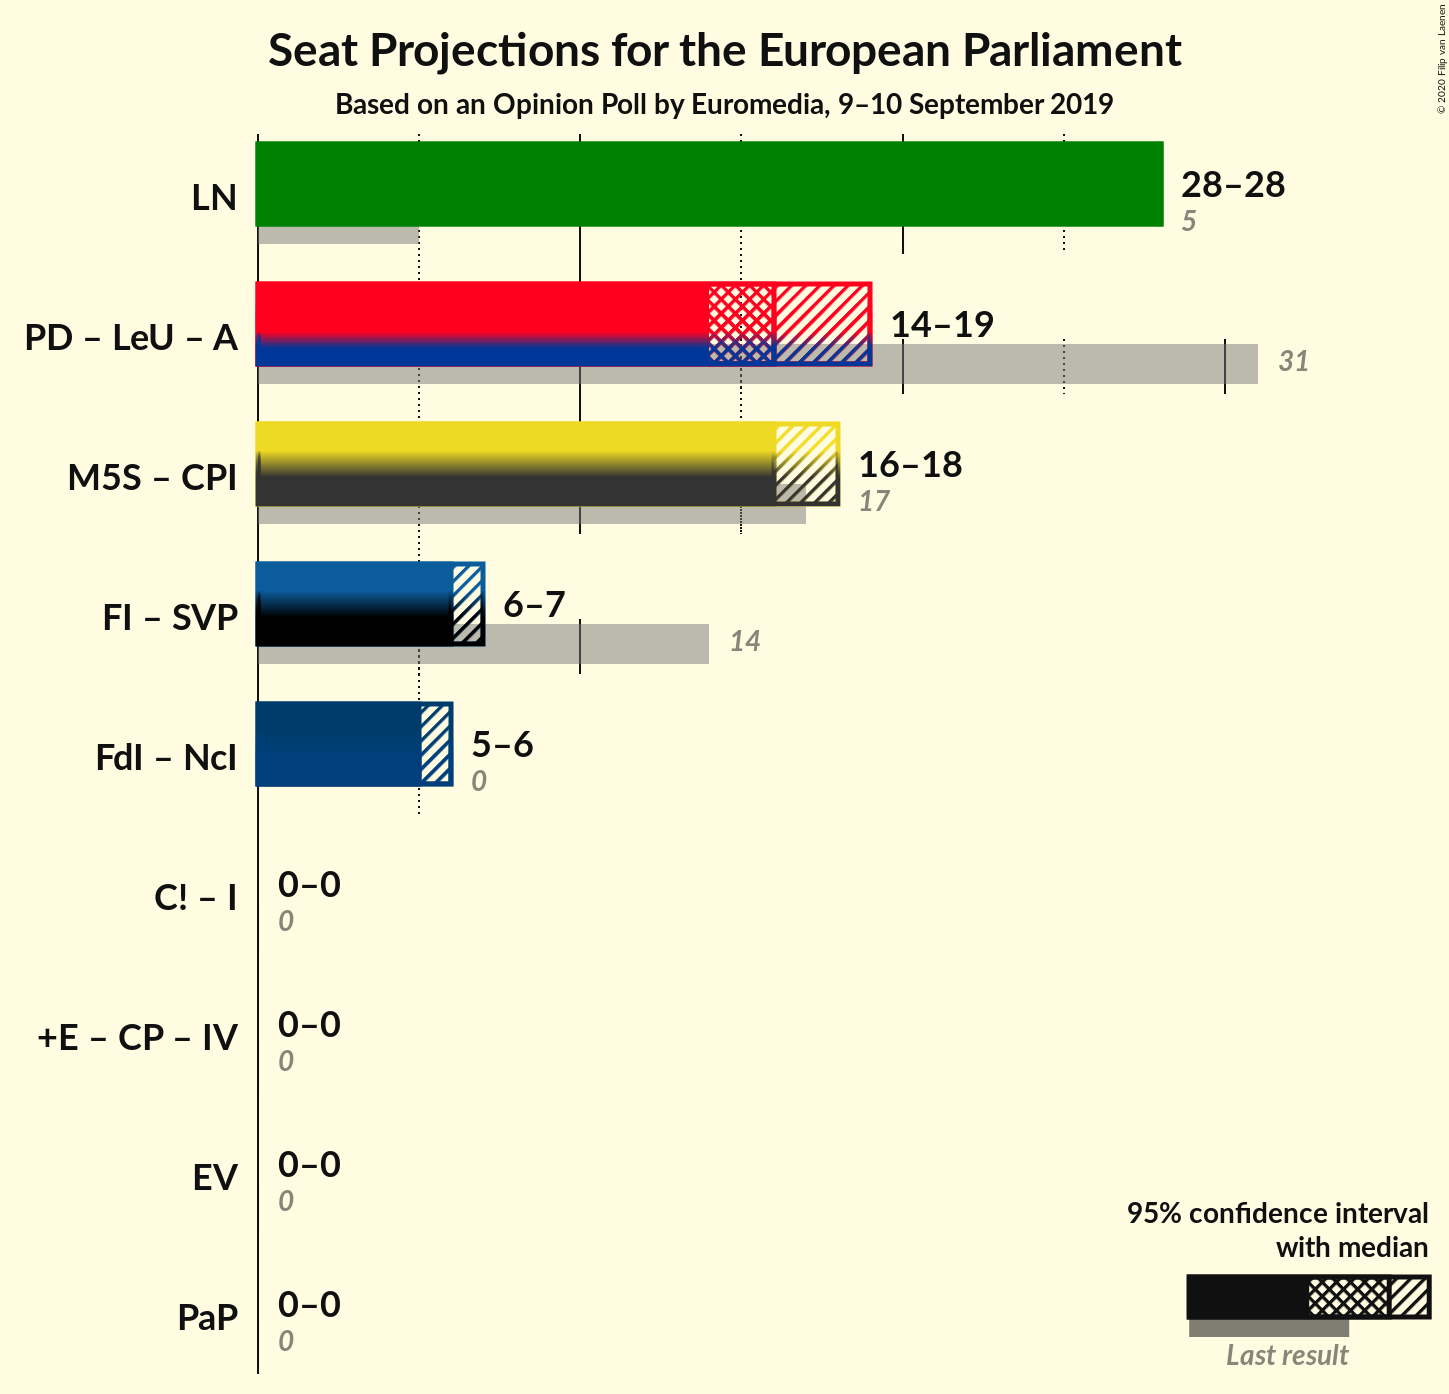 Seat Projections for the European Parliament
Based on an Opinion Poll by Euromedia, 9–10 September 2019
© 2020 Filip van Laenen
LN
28–28
5
PD – LeU – A
14–19
31
M5S – CPI
16–18
17
FI – SVP
6–7
14
FdI – NcI
5–6
0
C! – I
0–0
0
+E – CP – IV
0–0
0
EV
0–0
0
PaP
0–0
0
95% confidence interval
with median
Last result